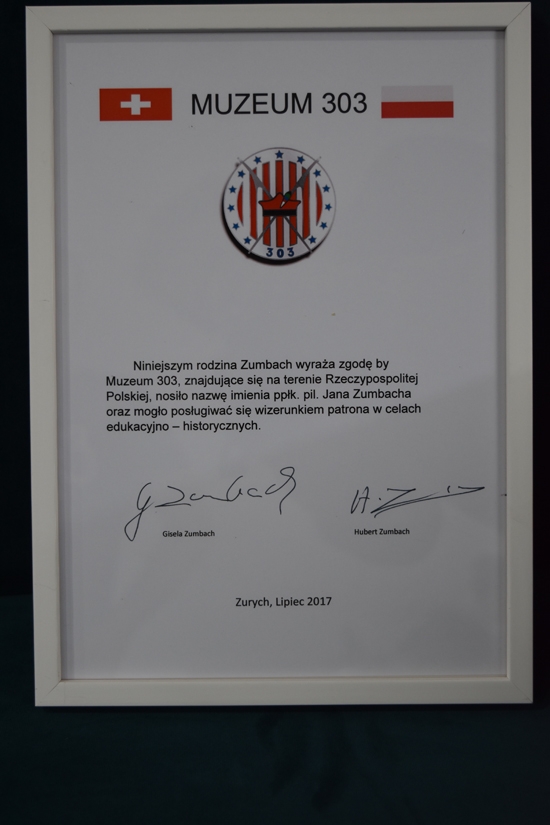 MUZEUM 303
303
Niniejszym rodzina Zumbach wyraża zgodę by
Muzeum 303, znajdujące się na terenie Rzeczypospolitej
Polskiej, nosiło nazwę imienia ppłk. pil. Jana Zumbacha
oraz mogło posługiwać się wizerunkiem patrona w celach
edukacyjno – historycznych.
G Zumbach
H. Z
Gisela Zumbach
Hubert Zumbach
Zurych, Lipiec 2017